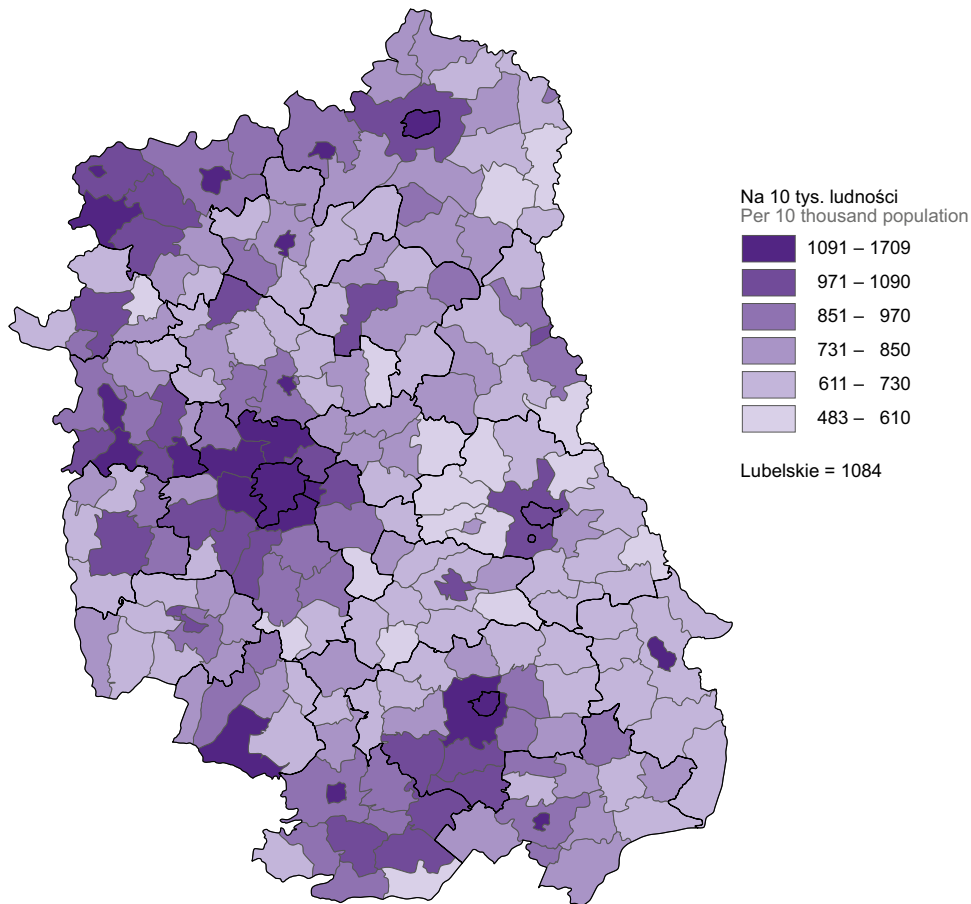 Na 10 tys. ludności
Per 10 thousand population
1091 – 1709
971 – 1090
851 – 970
731 – 850
611 – 730
483 – 610
Lubelskie = 1084